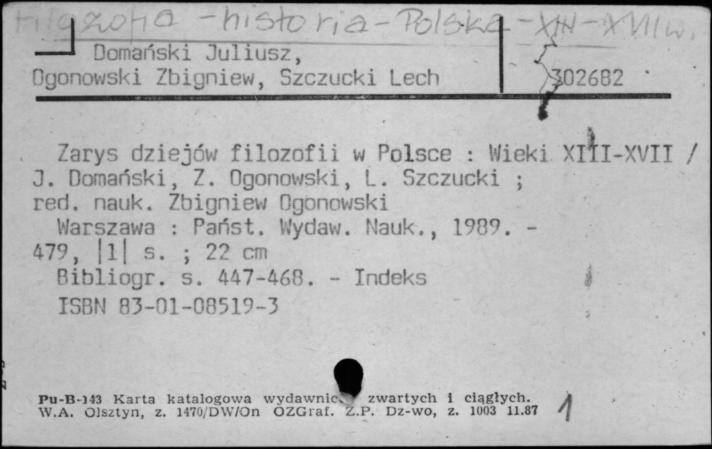 Filozofia - historia - Polska - XIII - XVII w.
Domański Juliusz,
Ogonowski Zbigniew, Szczucki Lech 302682
Zarys dziejów filozofii w Polsce : Wieki XIII-XVII /
J. Domański, Z. Ogonowski, L. Szczucki ;
red. nauk. Zbigniew Ogonowski
Warszawa : Państ. Wydaw. Nauk., 1989. -
479, |1| s. ; 22 cm
Bibliogr. s. 447-468. - Indeks
ISBN 83-01-08519-3
Pu-B-143 Karta katalogowa wydawnic zwartych i ciągłych.
W.A. Olsztyn, z. 1470/DW/On OZGraf. Z.P. Dz-wo, z. 1003 11.87 1